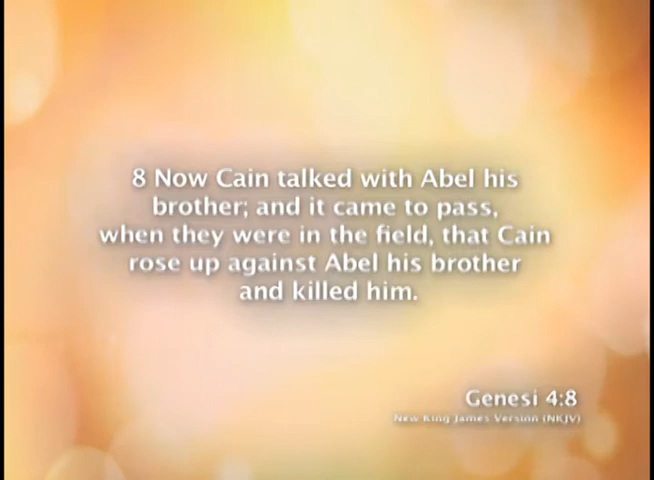 8 Now Cain talked with Abel his
brother; and it came to pass,
when they were in the field, that Cain
rose up against Abel his brother
and killed him.
Genesi 4:8
New King James Version (NKJV)